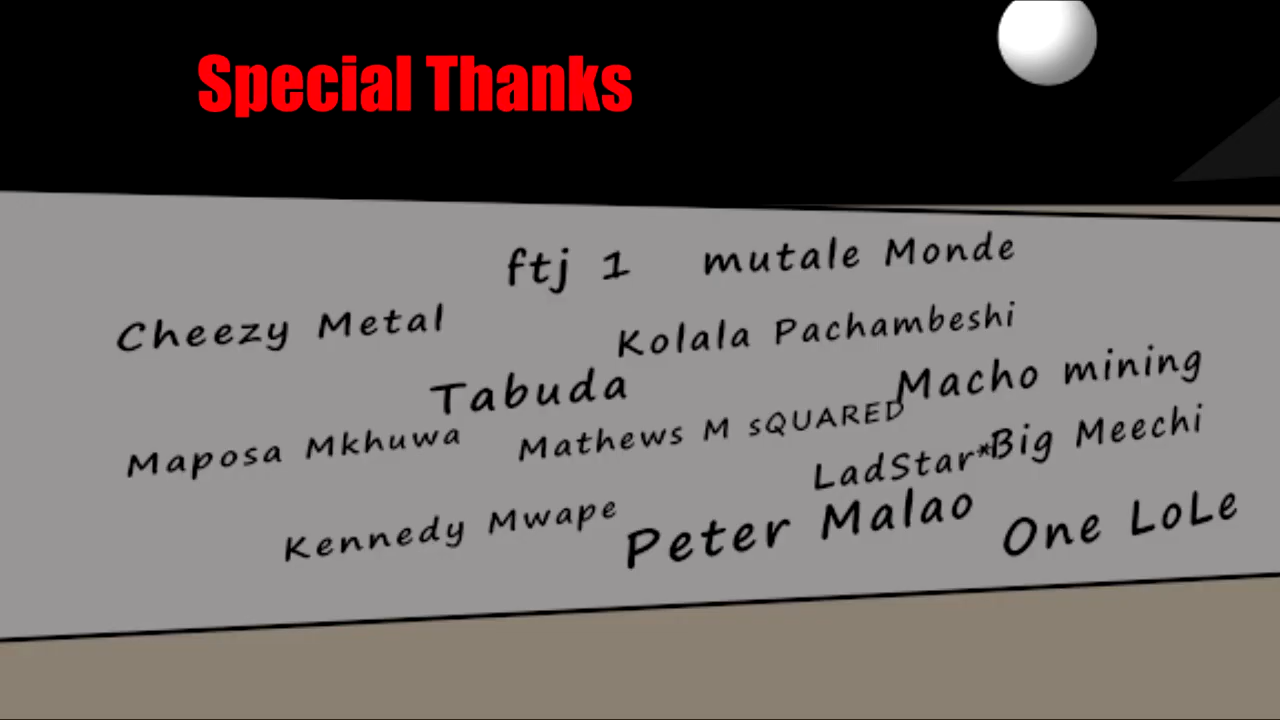 Special Thanks
ftj 1
mutale Monde
Cheezy Metal
Kolala Pachambeshi
Tabuda
Macho mining
Maposa Mkhuwa
Mathews M sQUARED
LadStar*
Big Meechi
Kennedy Mwape
Peter Malao
One LoLe